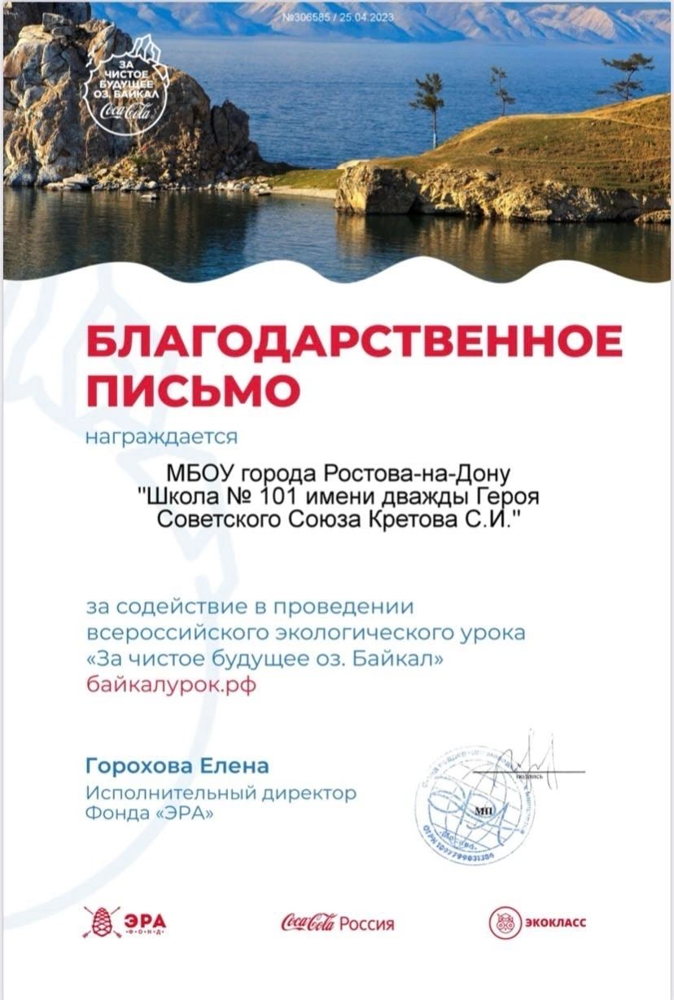 №306585 / 25.04.2023
ЗА
ЧИСТОЕ
БУДУЩЕЕ
ОЗ. БАЙКАЛ
Coca-Cola
БЛАГОДАРСТВЕННОЕ
ПИСЬМО
награждается
МБОУ города Ростова-на-Дону
"Школа № 101 имени дважды Героя
Советского Союза Кретова С.И."
за содействие в проведении
всероссийского экологического урока
«За чистое будущее оз. Байкал»
байкалурок.рф
Горохова Елена
Исполнительный директор
Фонда «ЭРА»
подпись
МП
Москва
ОГРН
ЭРА
ФОНД
Coca-Cola Россия
ЭКОКЛАСС